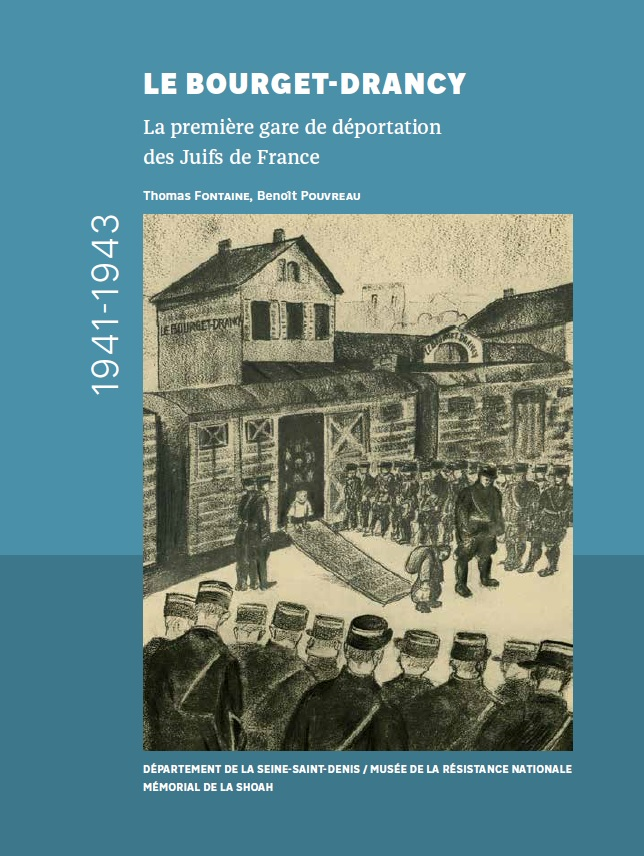 LE BOURGET-DRANCY
La première gare de déportation
des Juifs de France
Thomas FONTAINE, Benoît POUVREAU
1941-1943
LE BOURGET-DRANCY
DÉPARTEMENT DE LA SEINE-SAINT-DENIS / MUSÉE DE LA RÉSISTANCE NATIONALE
MÉMORIAL DE LA SHOAH